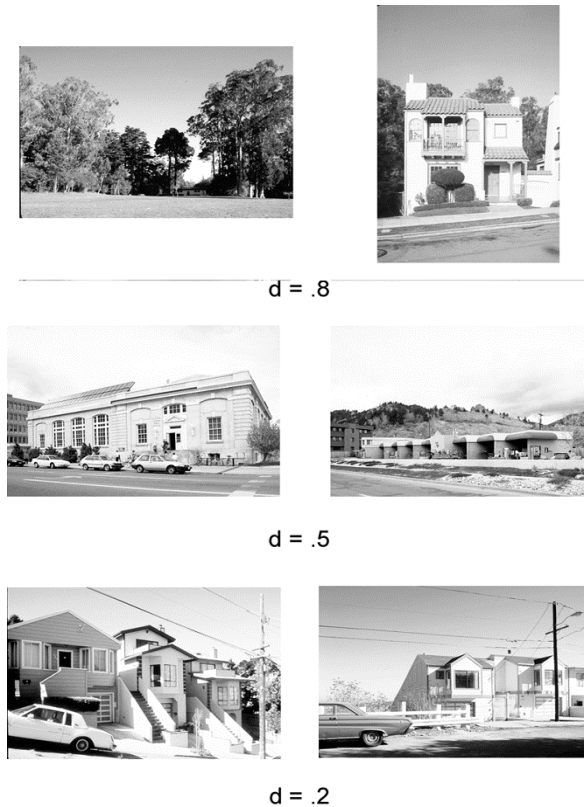 d = .8
d = .5
d = .2